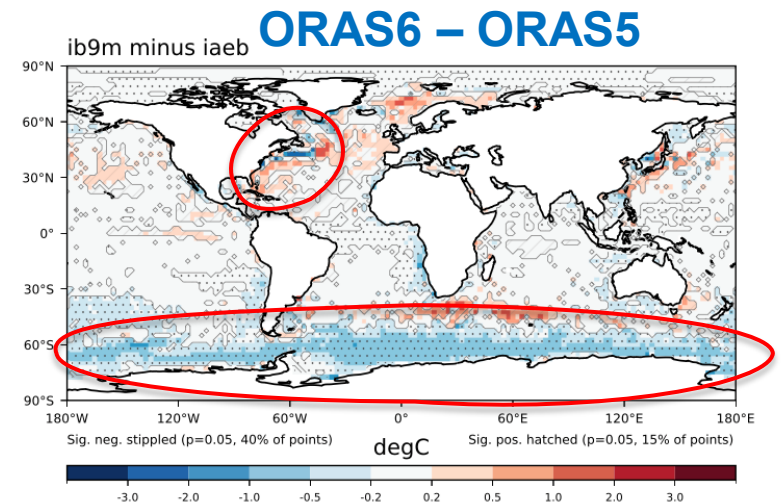 ORAS6 – ORAS5
ib9m minus iaeb
90°N
60°N
30°N
0°
30°S
60°S
90°S
180°W 120°W 60°W 0° 60°E 120°E 180°E
Sig. neg. stippled (p=0.05, 40% of points) degC Sig. pos. hatched (p=0.05, 15% of points)
-3.0 -2.0 -1.0 -0.5 -0.2 0.2 0.5 1.0 2.0 3.0